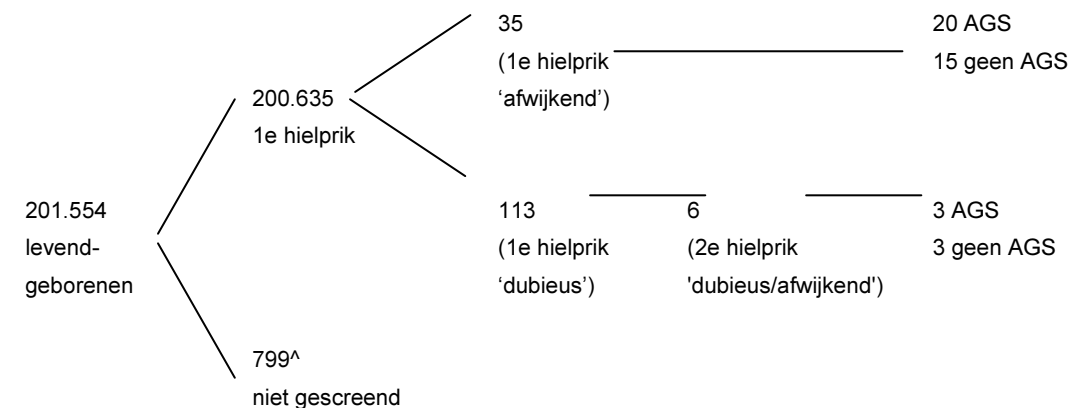 35
(1e hielprik
‘afwijkend’)
20 AGS
15 geen AGS
200.635
1e hielprik
201.554
levend-
geborenen
113
(1e hielprik
‘dubieus’)
6
(2e hielprik
'dubieus/afwijkend')
3 AGS
3 geen AGS
799^
niet gescreend